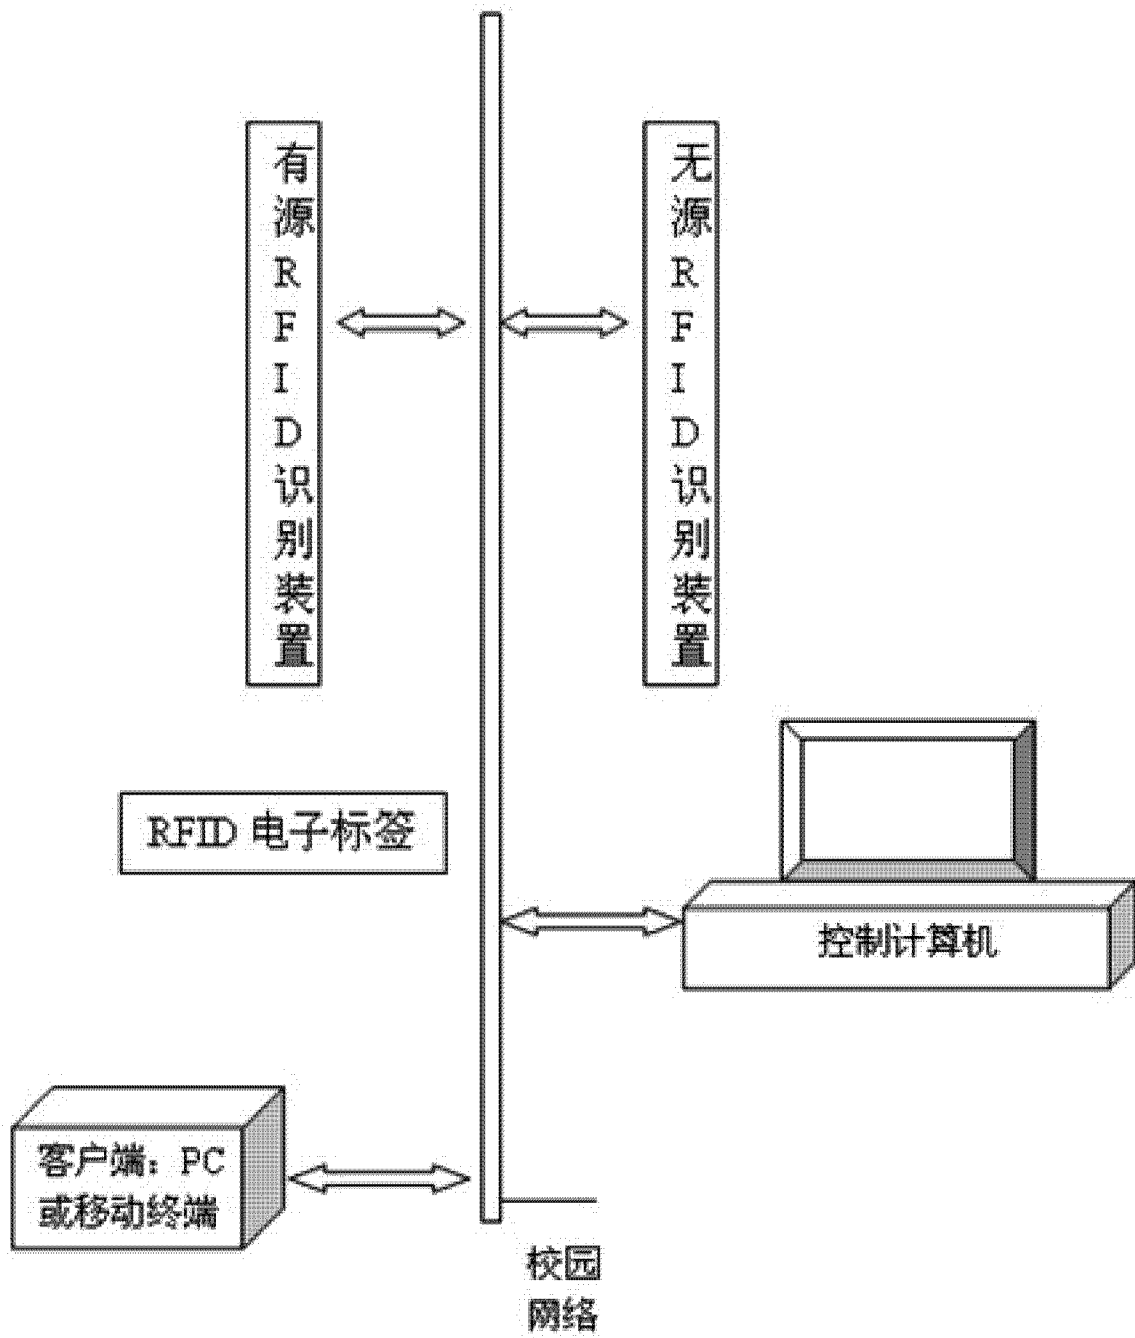 有源RFID识别装置
无源RFID识别装置
RFID 电子标签
控制计算机
客户端：PC
或移动终端
校园
网络